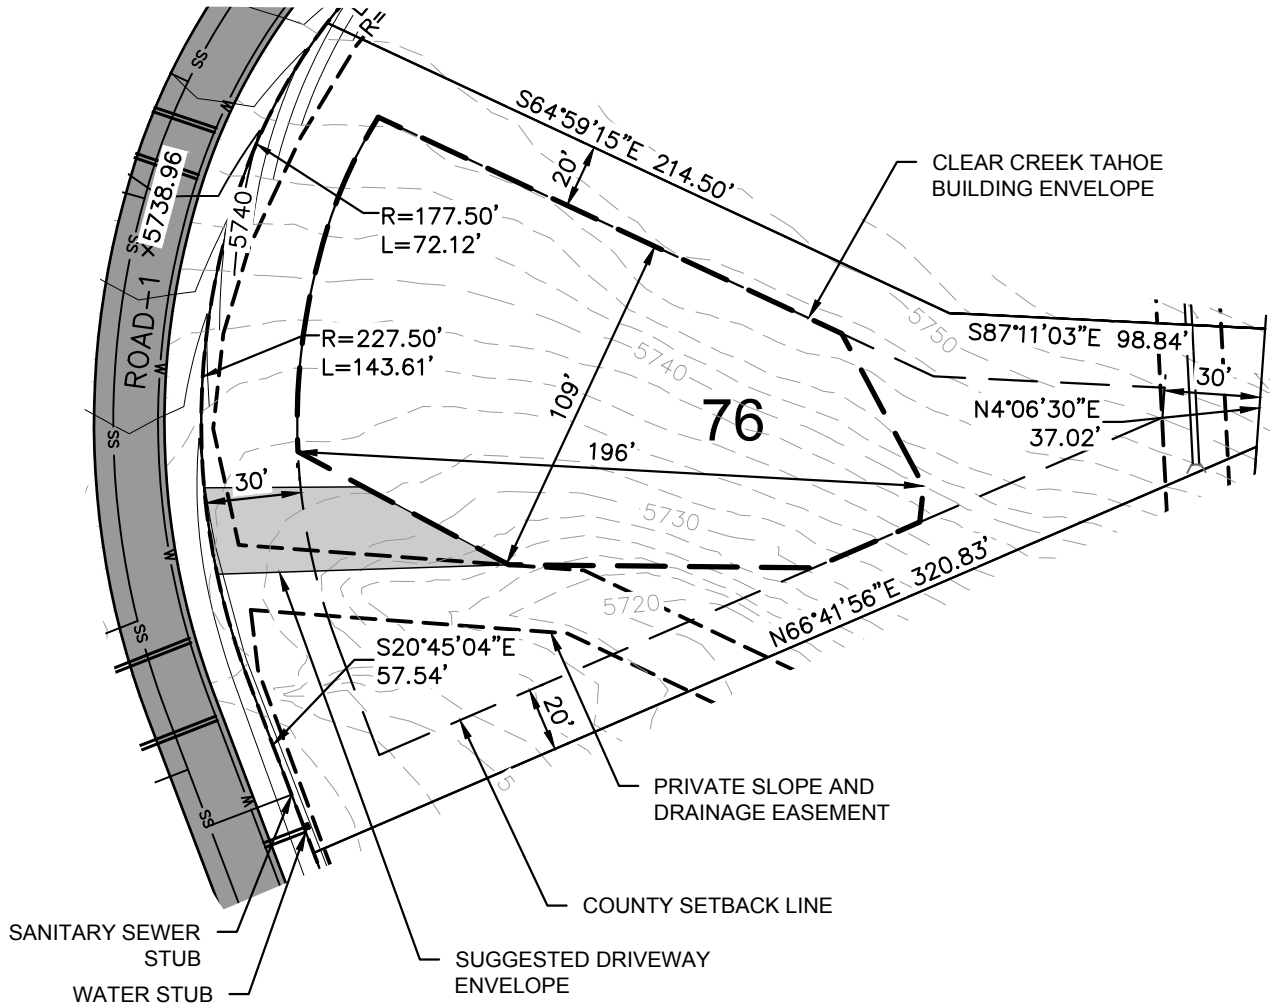 R=
SS
W
S64°59'15"E 214.50'
20'
CLEAR CREEK TAHOE
BUILDING ENVELOPE
5738.96
5740
R=177.50'
L=72.12'
SS
ROAD-1
5750
S87°11'03"E 98.84'
R=227.50'
L=143.61'
5740
30'
W
109'
76
N4°06'30"E
37.02'
SS
196'
30'
5730
W
5720
N66°41'56"E 320.83'
SS
S20°45'04"E
57.54'
20'
5
PRIVATE SLOPE AND
DRAINAGE EASEMENT
W
SS
COUNTY SETBACK LINE
SANITARY SEWER
STUB
SUGGESTED DRIVEWAY
ENVELOPE
WATER STUB